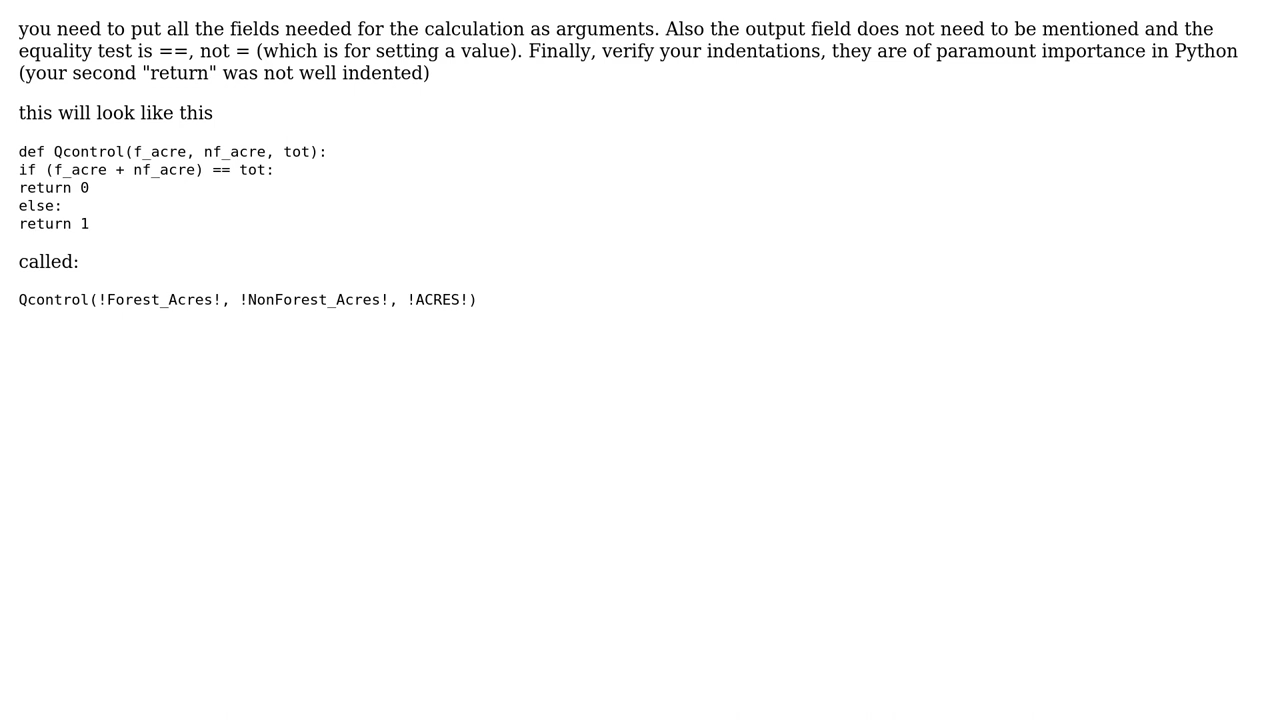 you need to put all the fields needed for the calculation as arguments. Also the output field does not need to be mentioned and the
equality test is ==, not = (which is for setting a value). Finally, verify your indentations, they are of paramount importance in Python
(your second "return" was not well indented)
this will look like this
def Qcontrol(f_acre, nf_acre, tot):
if (f_acre + nf_acre) == tot:
return 0
else:
return 1
called:
Qcontrol(!Forest_Acres!, !NonForest_Acres!, !ACRES!)